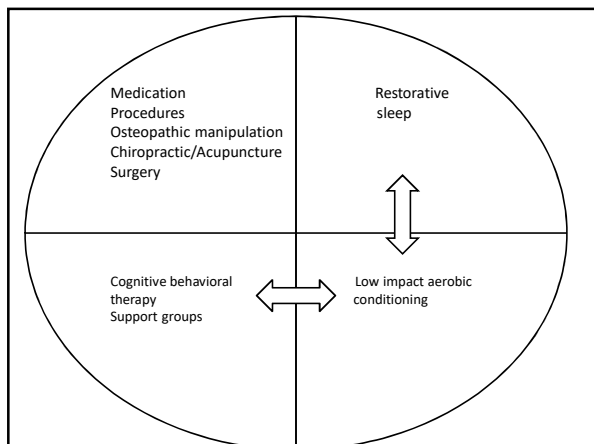 Medication
Procedures
Osteopathic manipulation
Chiropractic/Acupuncture
Surgery
Restorative
sleep
Cognitive behavioral
therapy
Support groups
Low impact aerobic
conditioning